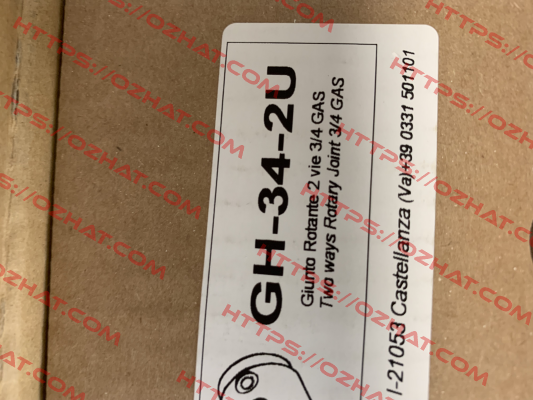 GH-34-2U
Giunto Rotante 2 vie 3/4 GAS
Two ways Rotary Joint 3/4 GAS
I-21053 Castellanza (Va)+39 0331 501101
HTTPS://OZHAT.COM